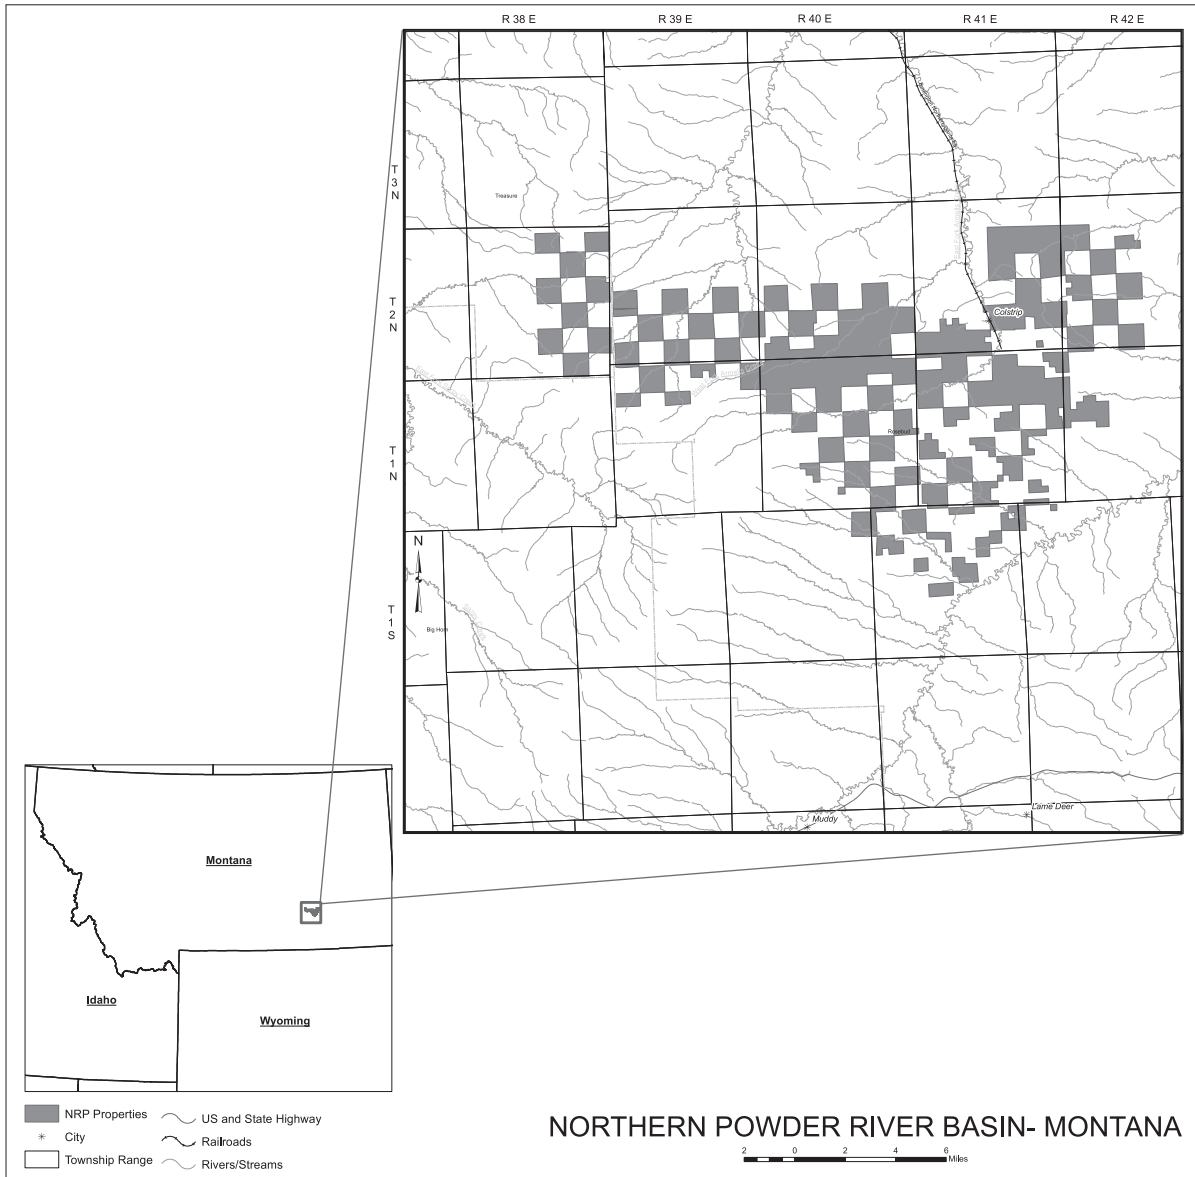 R 38 E R 39 E R 40 E R 41 E R 42 E
T
3
N
Treasure
T
2
N
Colstrip
Rosebud
T
1
N
N
T
1
S
Big Horn
Lame Deer
Muddy
Montana
Idaho
Wyoming
NRP Properties
City
Township Range
US and State Highway
Railroads
Rivers/Streams
NORTHERN POWDER RIVER BASIN- MONTANA
2 0 2 4 6
Miles